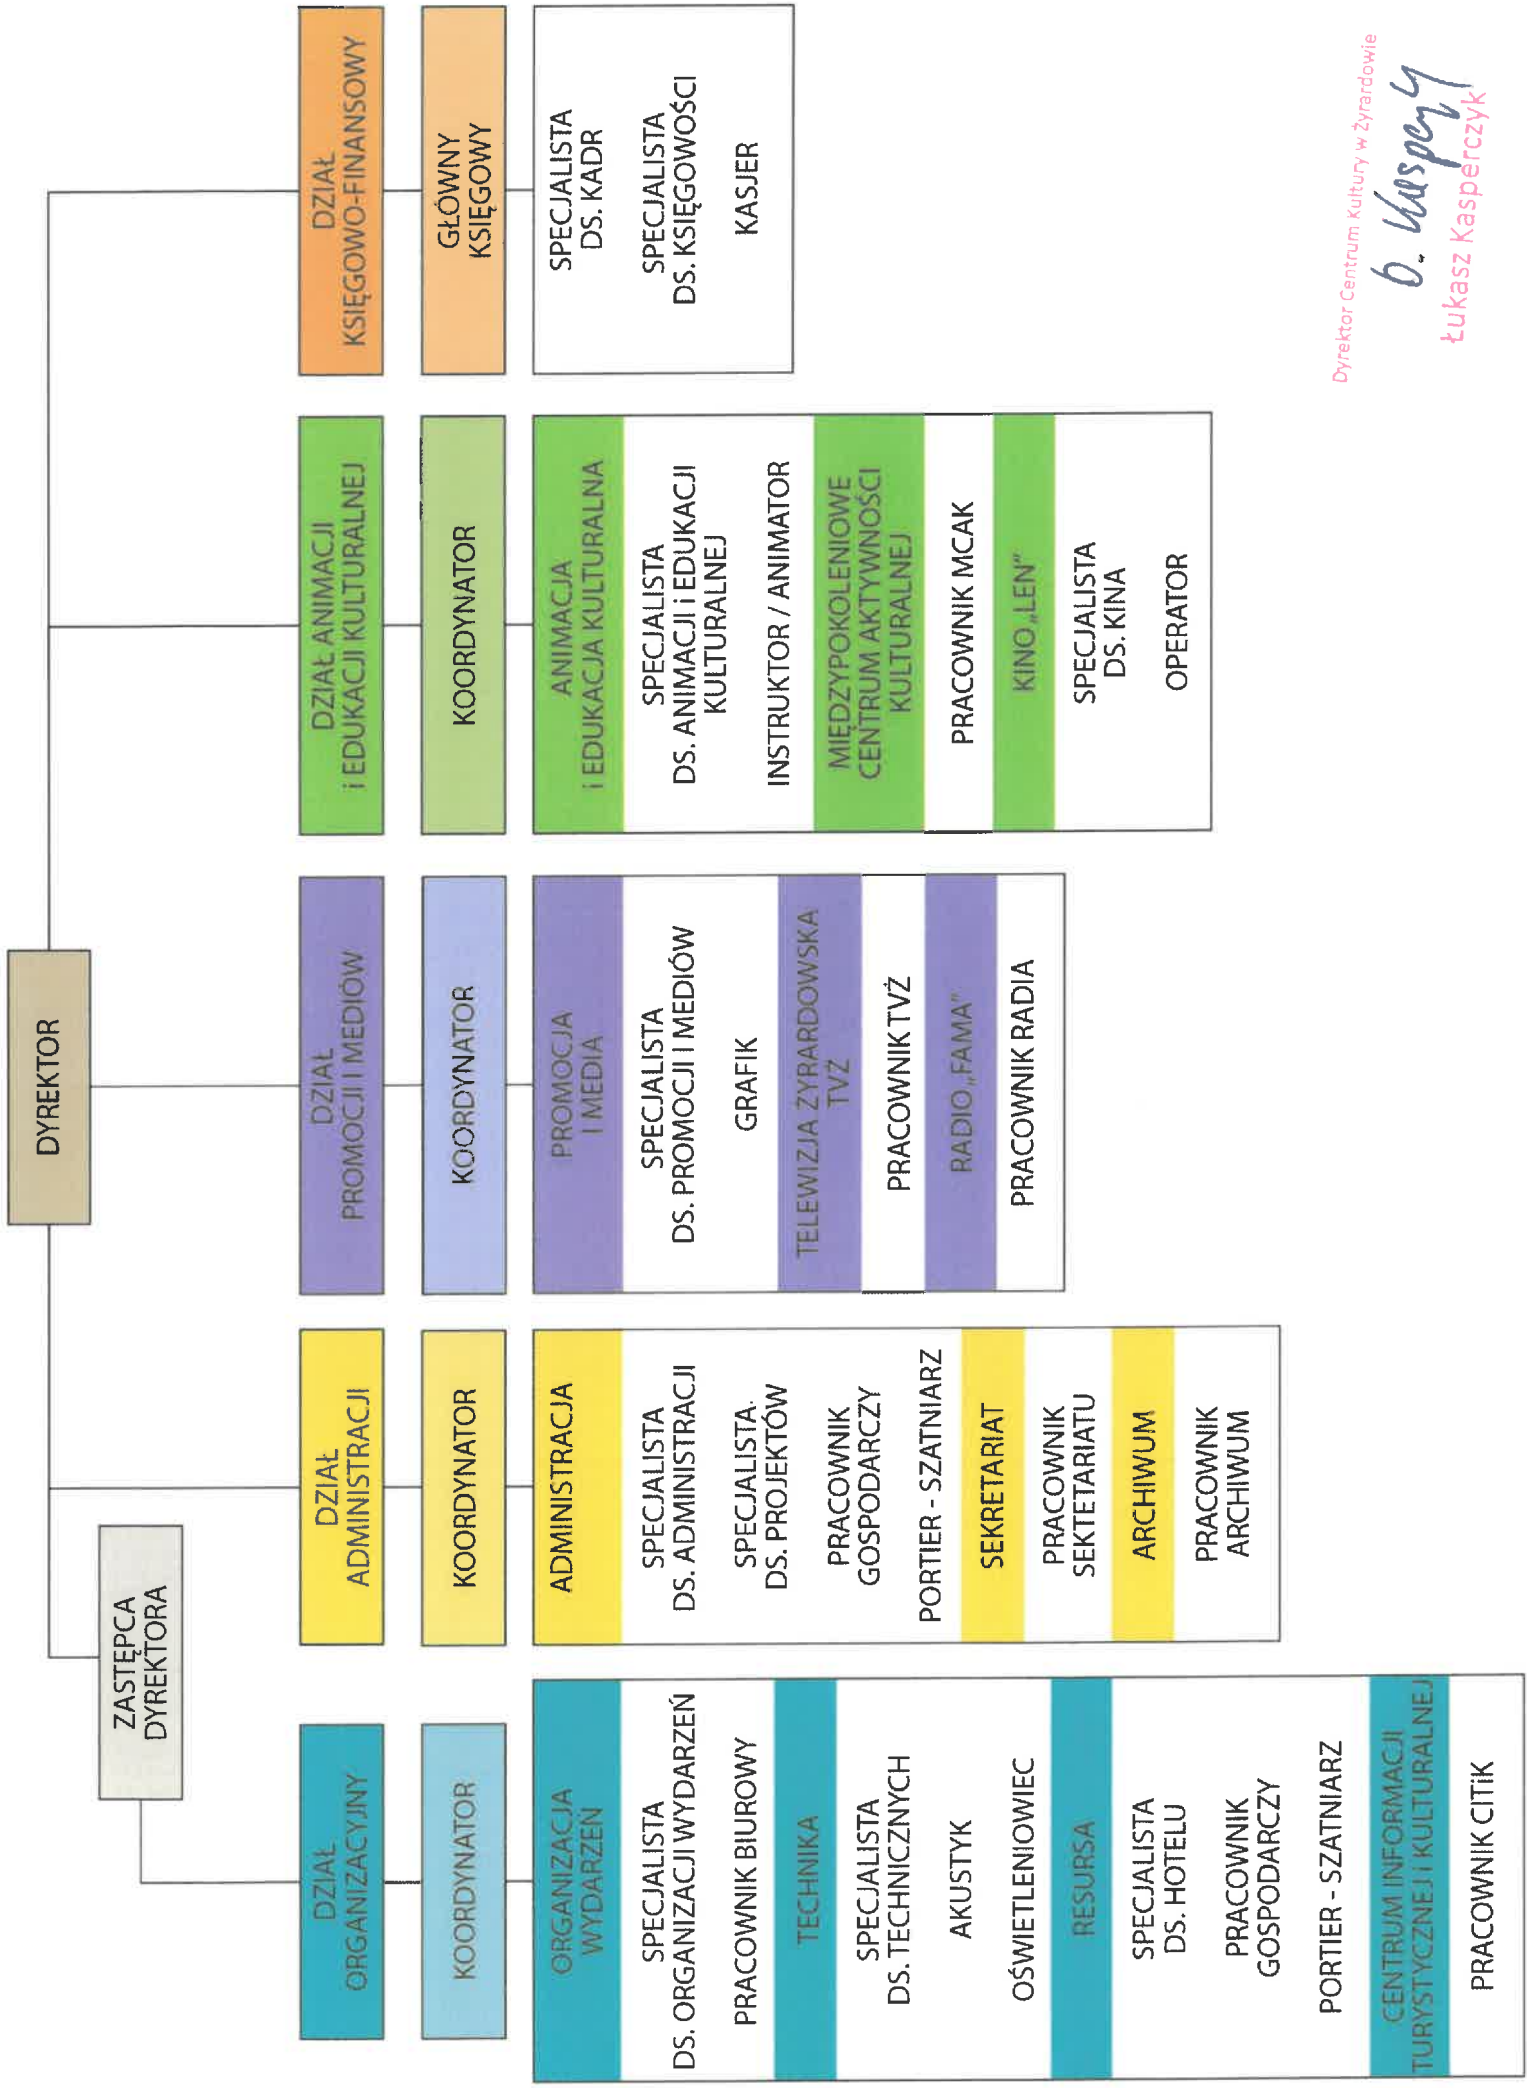 DYREKTOR
ZASTĘPCA
DYREKTORA
DZIAŁ
ORGANIZACYJNY
KOORDYNATOR
ORGANIZACJA
WYDARZEŃ
SPECJALISTA
DS. ORGANIZACJI WYDARZEŃ
PRACOWNIK BIUROWY
TECHNIKA
SPECJALISTA
DS. TECHNICZNYCH
AKUSTYK
OŚWIETLENIOWIEC
RESURSA
SPECJALISTA
DS. HOTELU
PRACOWNIK
GOSPODARCZY
PORTIER - SZATNIARZ
CENTRUM INFORMACJI
TURYSTYCZNEJ i KULTURALNEJ
PRACOWNIK CITiK
DZIAŁ
ADMINISTRACJI
KOORDYNATOR
ADMINISTRACJA
SPECJALISTA
DS. ADMINISTRACJI
SPECJALISTA.
DS. PROJEKTÓW
PRACOWNIK
GOSPODARCZY
PORTIER - SZATNIARZ
SEKRETARIAT
PRACOWNIK
SEKTETARIATU
ARCHIWUM
PRACOWNIK
ARCHIWUM
DZIAŁ
PROMOCJI I MEDIÓW
KOORDYNATOR
PROMOCJA
I MEDIA
SPECJALISTA
DS. PROMOCJI I MEDIÓW
GRAFIK
TELEWIZJA ŻYRARDOWSKA
TVŻ
PRACOWNIK TVŻ
RADIO „FAMA”
PRACOWNIK RADIA
DZIAŁ ANIMACJI
i EDUKACJI KULTURALNEJ
KOORDYNATOR
ANIMACJA
i EDUKACJA KULTURALNA
SPECJALISTA
DS. ANIMACJI i EDUKACJI
KULTURALNEJ
INSTRUKTOR / ANIMATOR
MIĘDZYPOKOLENIOWE
CENTRUM AKTYWNOŚCI
KULTURALNEJ
PRACOWNIK MCAK
KINO „LEN”
SPECJALISTA
DS. KINA
OPERATOR
DZIAŁ
KSIĘGOWO-FINANSOWY
GŁÓWNY
KSIĘGOWY
SPECJALISTA
DS. KADR
SPECJALISTA
DS. KSIĘGOWOŚCI
KASJER
Dyrektor Centrum Kultury w Żyrardowie
Łukasz Kasperczyk